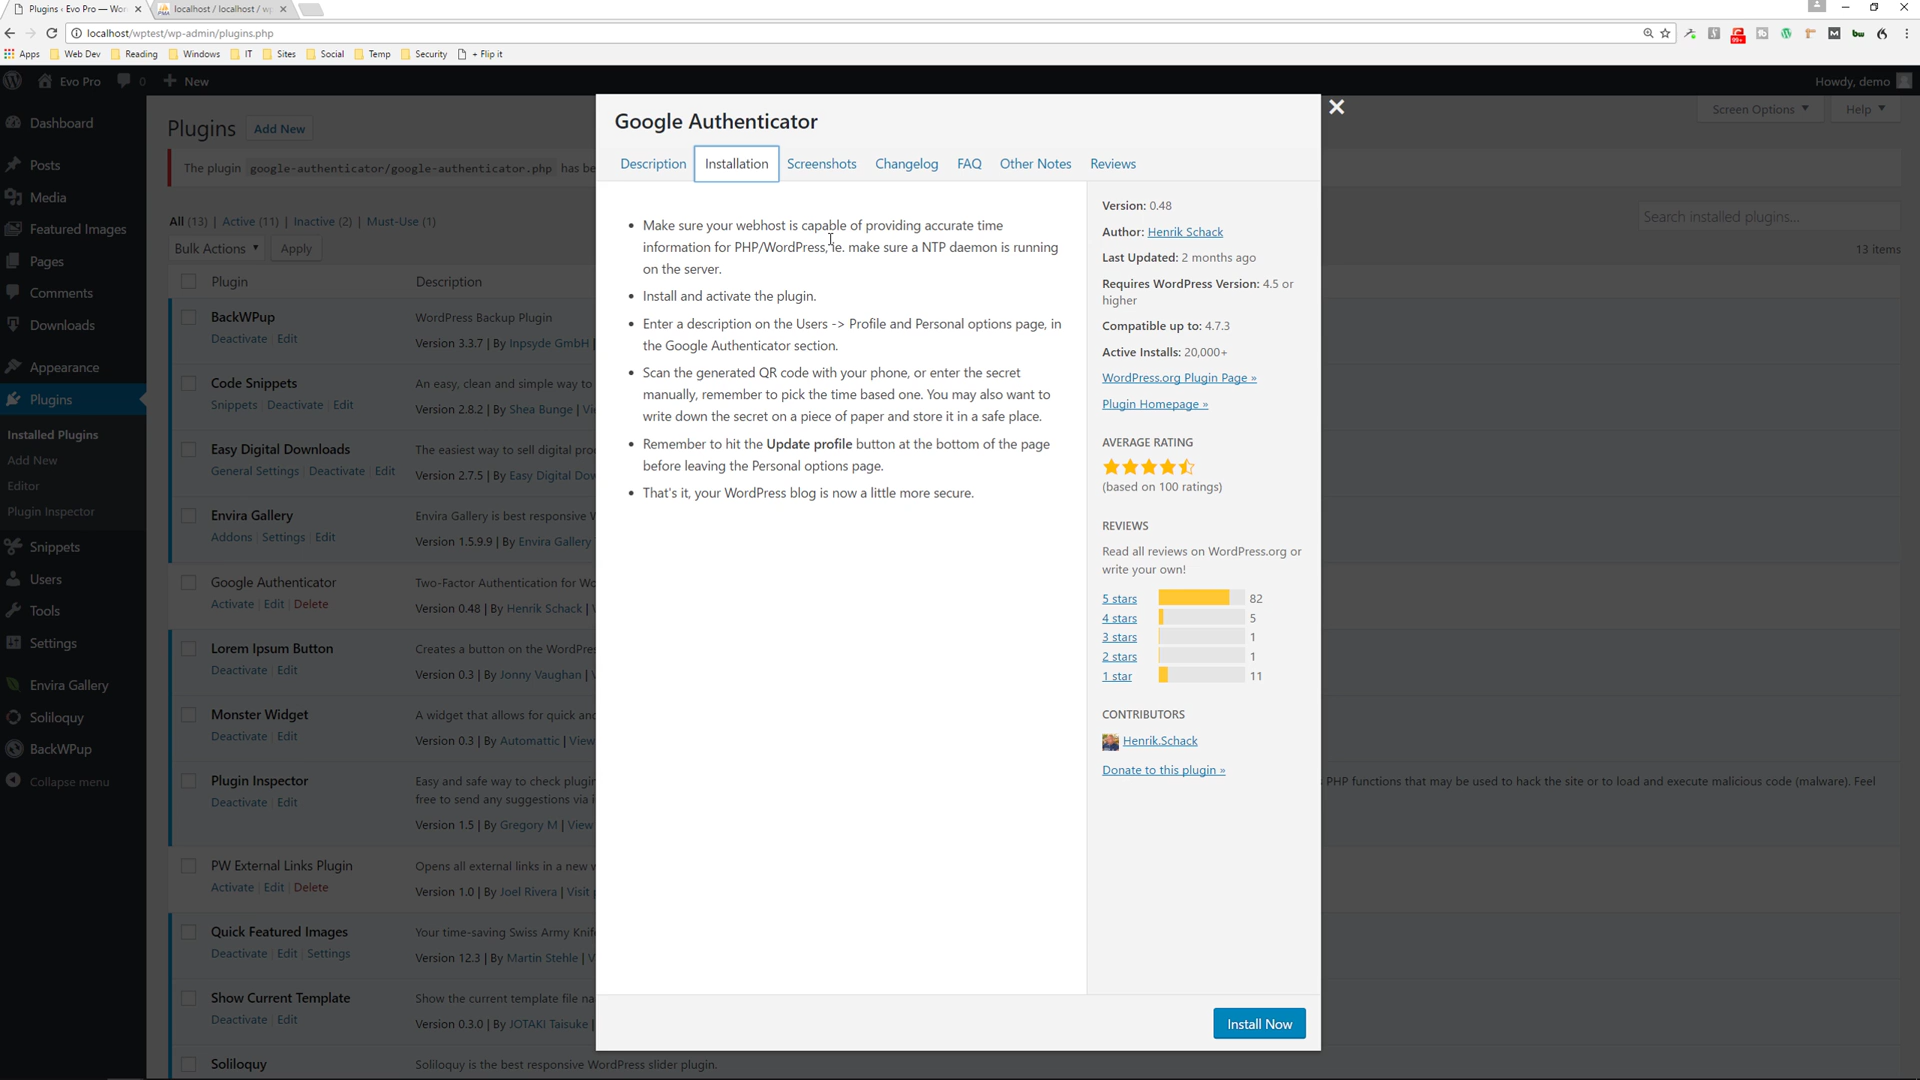 Plugins ‹ Evo Pro — Wor
localhost / localhost / wp
localhost/wptest/wp-admin/plugins.php
Apps Web Dev Reading Windows IT Sites Social Temp Security + Flip it
Evo Pro 0 New Howdy, demo
Screen Options Help
Dashboard
Posts
Media
Featured Images
Pages
Comments
Downloads
Appearance
Plugins
Installed Plugins
Add New
Editor
Plugin Inspector
Snippets
Users
Tools
Settings
Envira Gallery
Soliloquy
BackWPup
Collapse menu
Plugins Add New
The plugin google-authenticator/google-authenticator.php has be
All (13) | Active (11) | Inactive (2) | Must-Use (1)
Search installed plugins...
Bulk Actions Apply
13 items
Plugin Description
BackWPup
WordPress Backup Plugin
Deactivate | Edit
Version 3.3.7 | By Inpsyde GmbH |
Code Snippets
An easy, clean and simple way to
Snippets | Deactivate | Edit
Version 2.8.2 | By Shea Bunge | Vi
Easy Digital Downloads
The easiest way to sell digital pro
General Settings | Deactivate | Edit
Version 2.7.5 | By Easy Digital Dow
Envira Gallery
Envira Gallery is best responsive W
Addons | Settings | Edit
Version 1.5.9.9 | By Envira Gallery
Google Authenticator
Two-Factor Authentication for Wo
Activate | Edit | Delete
Version 0.48 | By Henrik Schack | V
Lorem Ipsum Button
Creates a button on the WordPres
Deactivate | Edit
Version 0.3 | By Jonny Vaughan | V
Monster Widget
A widget that allows for quick and
Deactivate | Edit
Version 0.3 | By Automattic | View
Plugin Inspector
Easy and safe way to check plugin
PHP functions that may be used to hack the site or to load and execute malicious code (malware). Feel
Deactivate | Edit
free to send any suggestions via i
Version 1.5 | By Gregory M | View
PW External Links Plugin
Opens all external links in a new w
Activate | Edit | Delete
Version 1.0 | By Joel Rivera | Visit p
Quick Featured Images
Your time-saving Swiss Army Knif
Deactivate | Edit | Settings
Version 12.3 | By Martin Stehle | V
Show Current Template
Show the current template file na
Deactivate | Edit
Version 0.3.0 | By JOTAKI Taisuke |
Soliloquy
Soliloquy is the best responsive WordPress slider plugin.
Google Authenticator
Description Installation Screenshots Changelog FAQ Other Notes Reviews
• Make sure your webhost is capable of providing accurate time
information for PHP/WordPress, ie. make sure a NTP daemon is running
on the server.
• Install and activate the plugin.
• Enter a description on the Users -> Profile and Personal options page, in
the Google Authenticator section.
• Scan the generated QR code with your phone, or enter the secret
manually, remember to pick the time based one. You may also want to
write down the secret on a piece of paper and store it in a safe place.
• Remember to hit the Update profile button at the bottom of the page
before leaving the Personal options page.
• That's it, your WordPress blog is now a little more secure.
Version: 0.48
Author: Henrik Schack
Last Updated: 2 months ago
Requires WordPress Version: 4.5 or
higher
Compatible up to: 4.7.3
Active Installs: 20,000+
WordPress.org Plugin Page »
Plugin Homepage »
AVERAGE RATING
(based on 100 ratings)
REVIEWS
Read all reviews on WordPress.org or
write your own!
5 stars 82
4 stars 5
3 stars 1
2 stars 1
1 star 11
CONTRIBUTORS
Henrik.Schack
Donate to this plugin »
Install Now